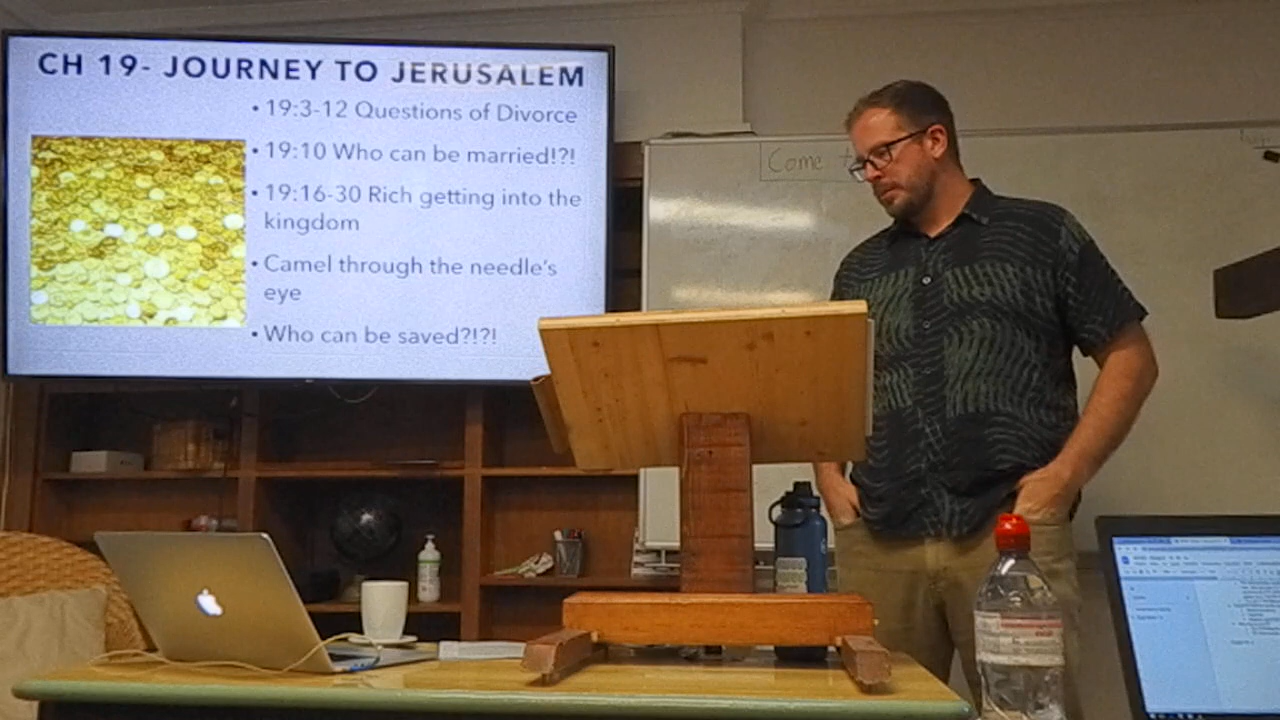 CH 19- JOURNEY TO JERUSALEM
• 19:3-12 Questions of Divorce
• 19:10 Who can be married!?!
• 19:16-30 Rich getting into the
kingdom
• Camel through the needle's
eye
• Who can be saved?!?!
Come